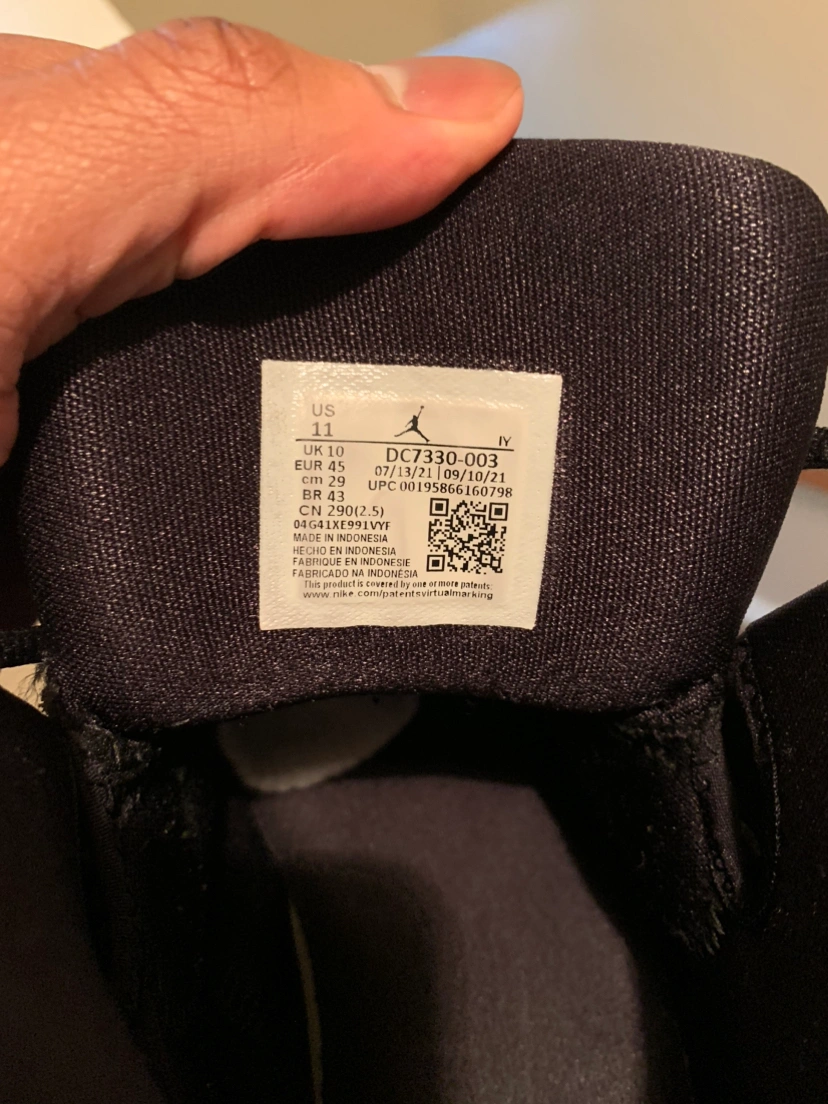 US
11
IY
UK 10
EUR 45
cm 29
BR 43
CN 290(2.5)
DC7330-003
07/13/21 | 09/10/21
UPC 00195866160798
04G41XE991VYF
MADE IN INDONESIA
HECHO EN INDONESIA
FABRIQUE EN INDONESIE
FABRICADO NA INDONÉSIA
This product is covered by one or more patents:
www.nike.com/patentsvirtualmarking